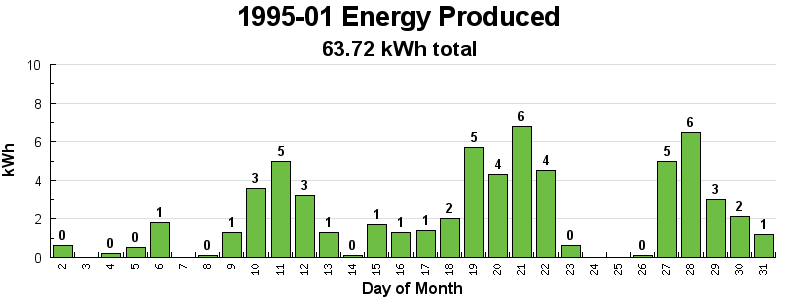 1995-01 Energy Produced
63.72 kWh total
kWh
10
8
6
4
2
0
0 0 0 1 0 1 3 5 3 1 0 1 1 1 2 5 4 6 4 0 0 5 6 3 2 1
2 3 4 5 6 7 8 9 10 11 12 13 14 15 16 17 18 19 20 21 22 23 24 25 26 27 28 29 30 31
Day of Month